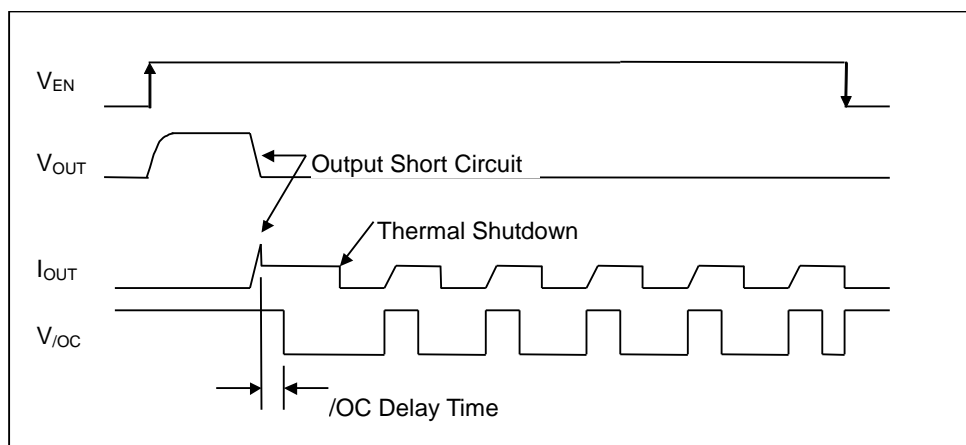 VEN
VOUT
Output Short Circuit
Thermal Shutdown
IOUT
V/OC
/OC Delay Time